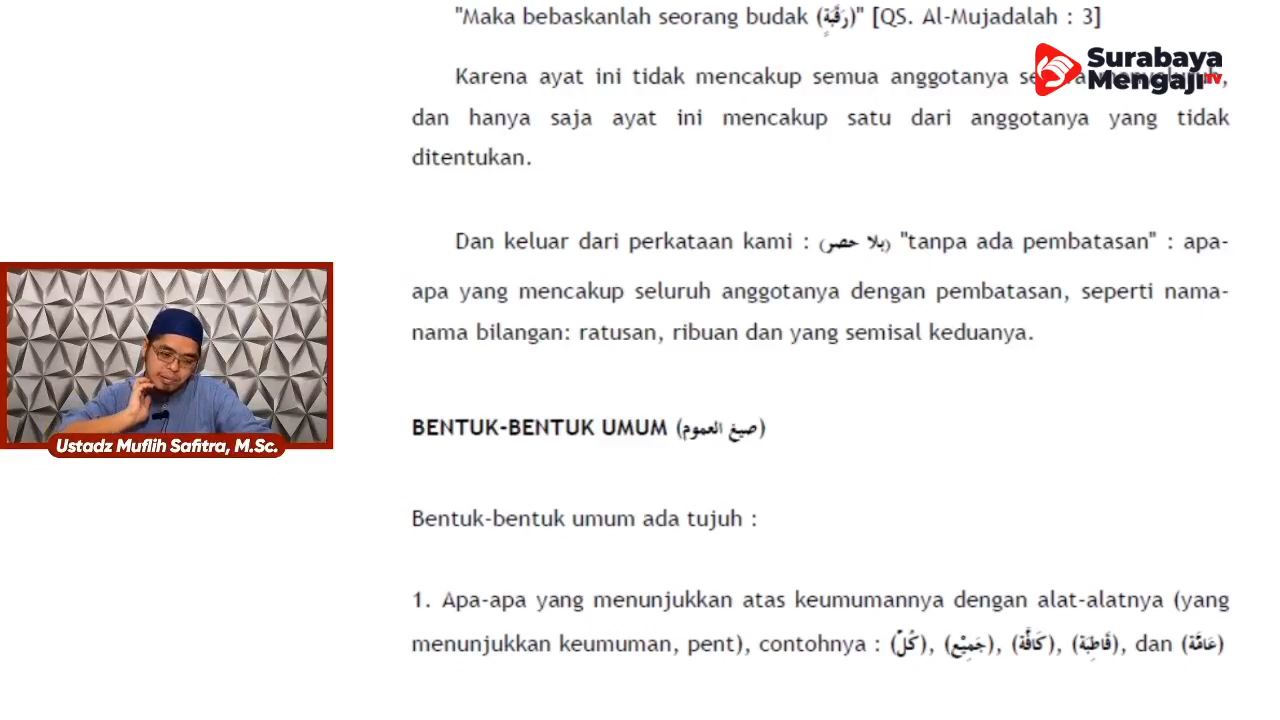 "Maka bebaskanlah seorang budak (رَقَبَةٍ)" [QS. Al-Mujadalah : 3]
Surabaya
Mengaji TV
Karena ayat ini tidak mencakup semua anggotanya
dan hanya saja ayat ini mencakup satu dari anggotanya yang tidak
ditentukan.
Dan keluar dari perkataan kami : (بلا حصر) "tanpa ada pembatasan" : apa-
apa yang mencakup seluruh anggotanya dengan pembatasan, seperti nama-
nama bilangan: ratusan, ribuan dan yang semisal keduanya.
Ustadz Muflih Safitra, M.Sc.
BENTUK-BENTUK UMUM (صيغ العموم)
Bentuk-bentuk umum ada tujuh :
1. Apa-apa yang menunjukkan atas keumumannya dengan alat-alatnya (yang
menunjukkan keumuman, pent), contohnya : (كُلّ), (جَمِيْع), (كَافَّة), (قَاطِبَة), dan (عَامَّة)